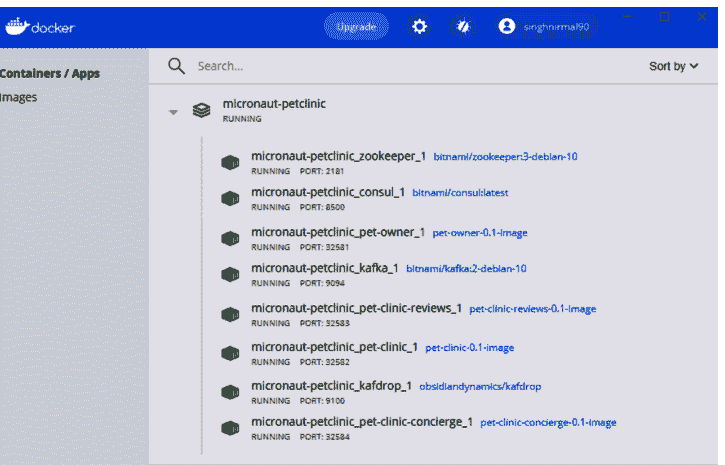 docker
Upgrade
singhnirmal90
Containers / Apps
Images
Search...
Sort by
micronaut-petclinic
RUNNING
micronaut-petclinic_zookeeper_1 bitnami/zookeeper:3-debian-10
RUNNING PORT: 2181
micronaut-petclinic_consul_1 bitnami/consul:latest
RUNNING PORT: 8500
micronaut-petclinic_pet-owner_1 pet-owner-0.1-image
RUNNING PORT: 32581
micronaut-petclinic_kafka_1 bitnami/kafka:2-debian-10
RUNNING PORT: 9094
micronaut-petclinic_pet-clinic-reviews_1 pet-clinic-reviews-0.1-image
RUNNING PORT: 32583
micronaut-petclinic_pet-clinic_1 pet-clinic-0.1-image
RUNNING PORT: 32582
micronaut-petclinic_kafdrop_1 obsidiandynamics/kafdrop
RUNNING PORT: 9100
micronaut-petclinic_pet-clinic-concierge_1 pet-clinic-concierge-0.1-image
RUNNING PORT: 32584